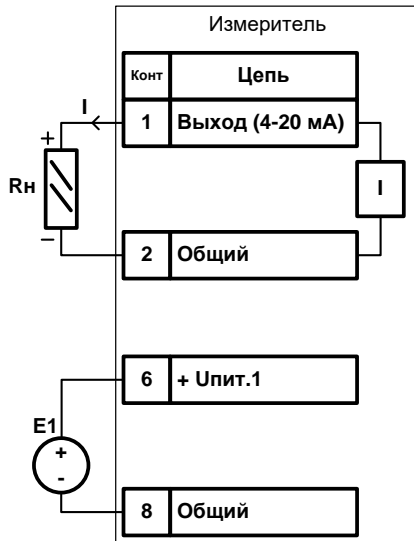 Измеритель
Конт Цепь
I
1 Выход (4-20 мА)
+
Rн
I
–
2 Общий
6 + Uпит.1
E1
+
-
8 Общий